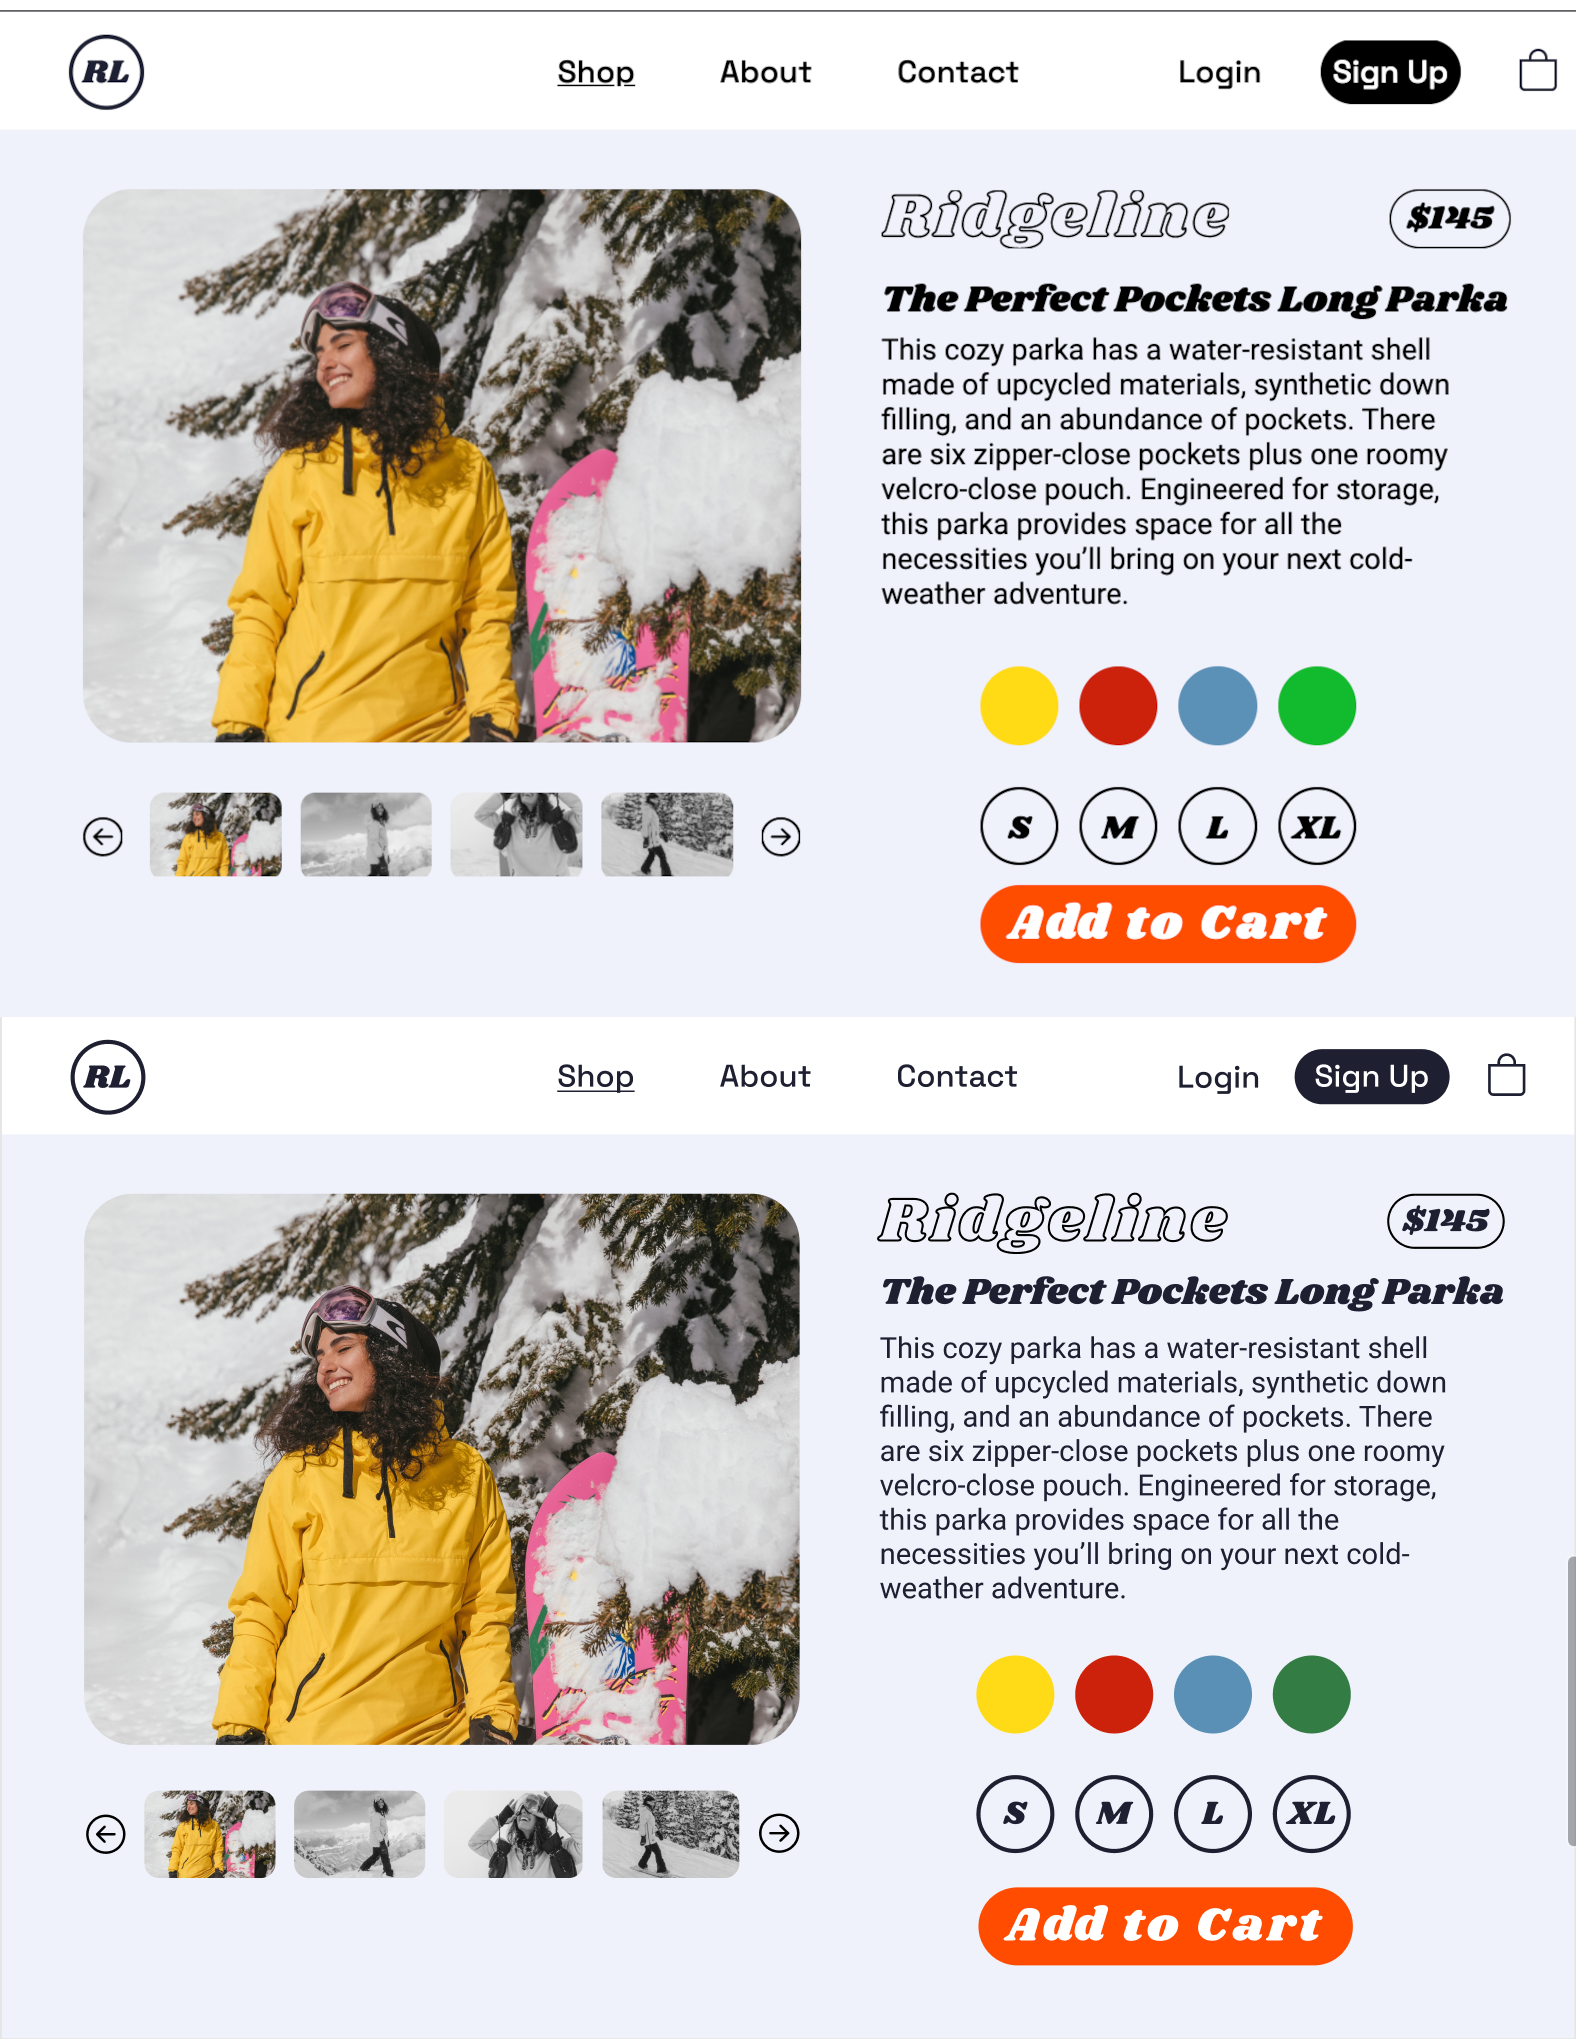 RL
Shop
About
Contact
Login
Sign Up
Ridgeline
$145
The Perfect Pockets Long Parka
This cozy parka has a water-resistant shell
made of upcycled materials, synthetic down
filling, and an abundance of pockets. There
are six zipper-close pockets plus one roomy
velcro-close pouch. Engineered for storage,
this parka provides space for all the
necessities you’ll bring on your next cold-
weather adventure.
S
M
L
XL
Add to Cart
RL
Shop
About
Contact
Login
Sign Up
Ridgeline
$145
The Perfect Pockets Long Parka
This cozy parka has a water-resistant shell
made of upcycled materials, synthetic down
filling, and an abundance of pockets. There
are six zipper-close pockets plus one roomy
velcro-close pouch. Engineered for storage,
this parka provides space for all the
necessities you’ll bring on your next cold-
weather adventure.
S
M
L
XL
Add to Cart